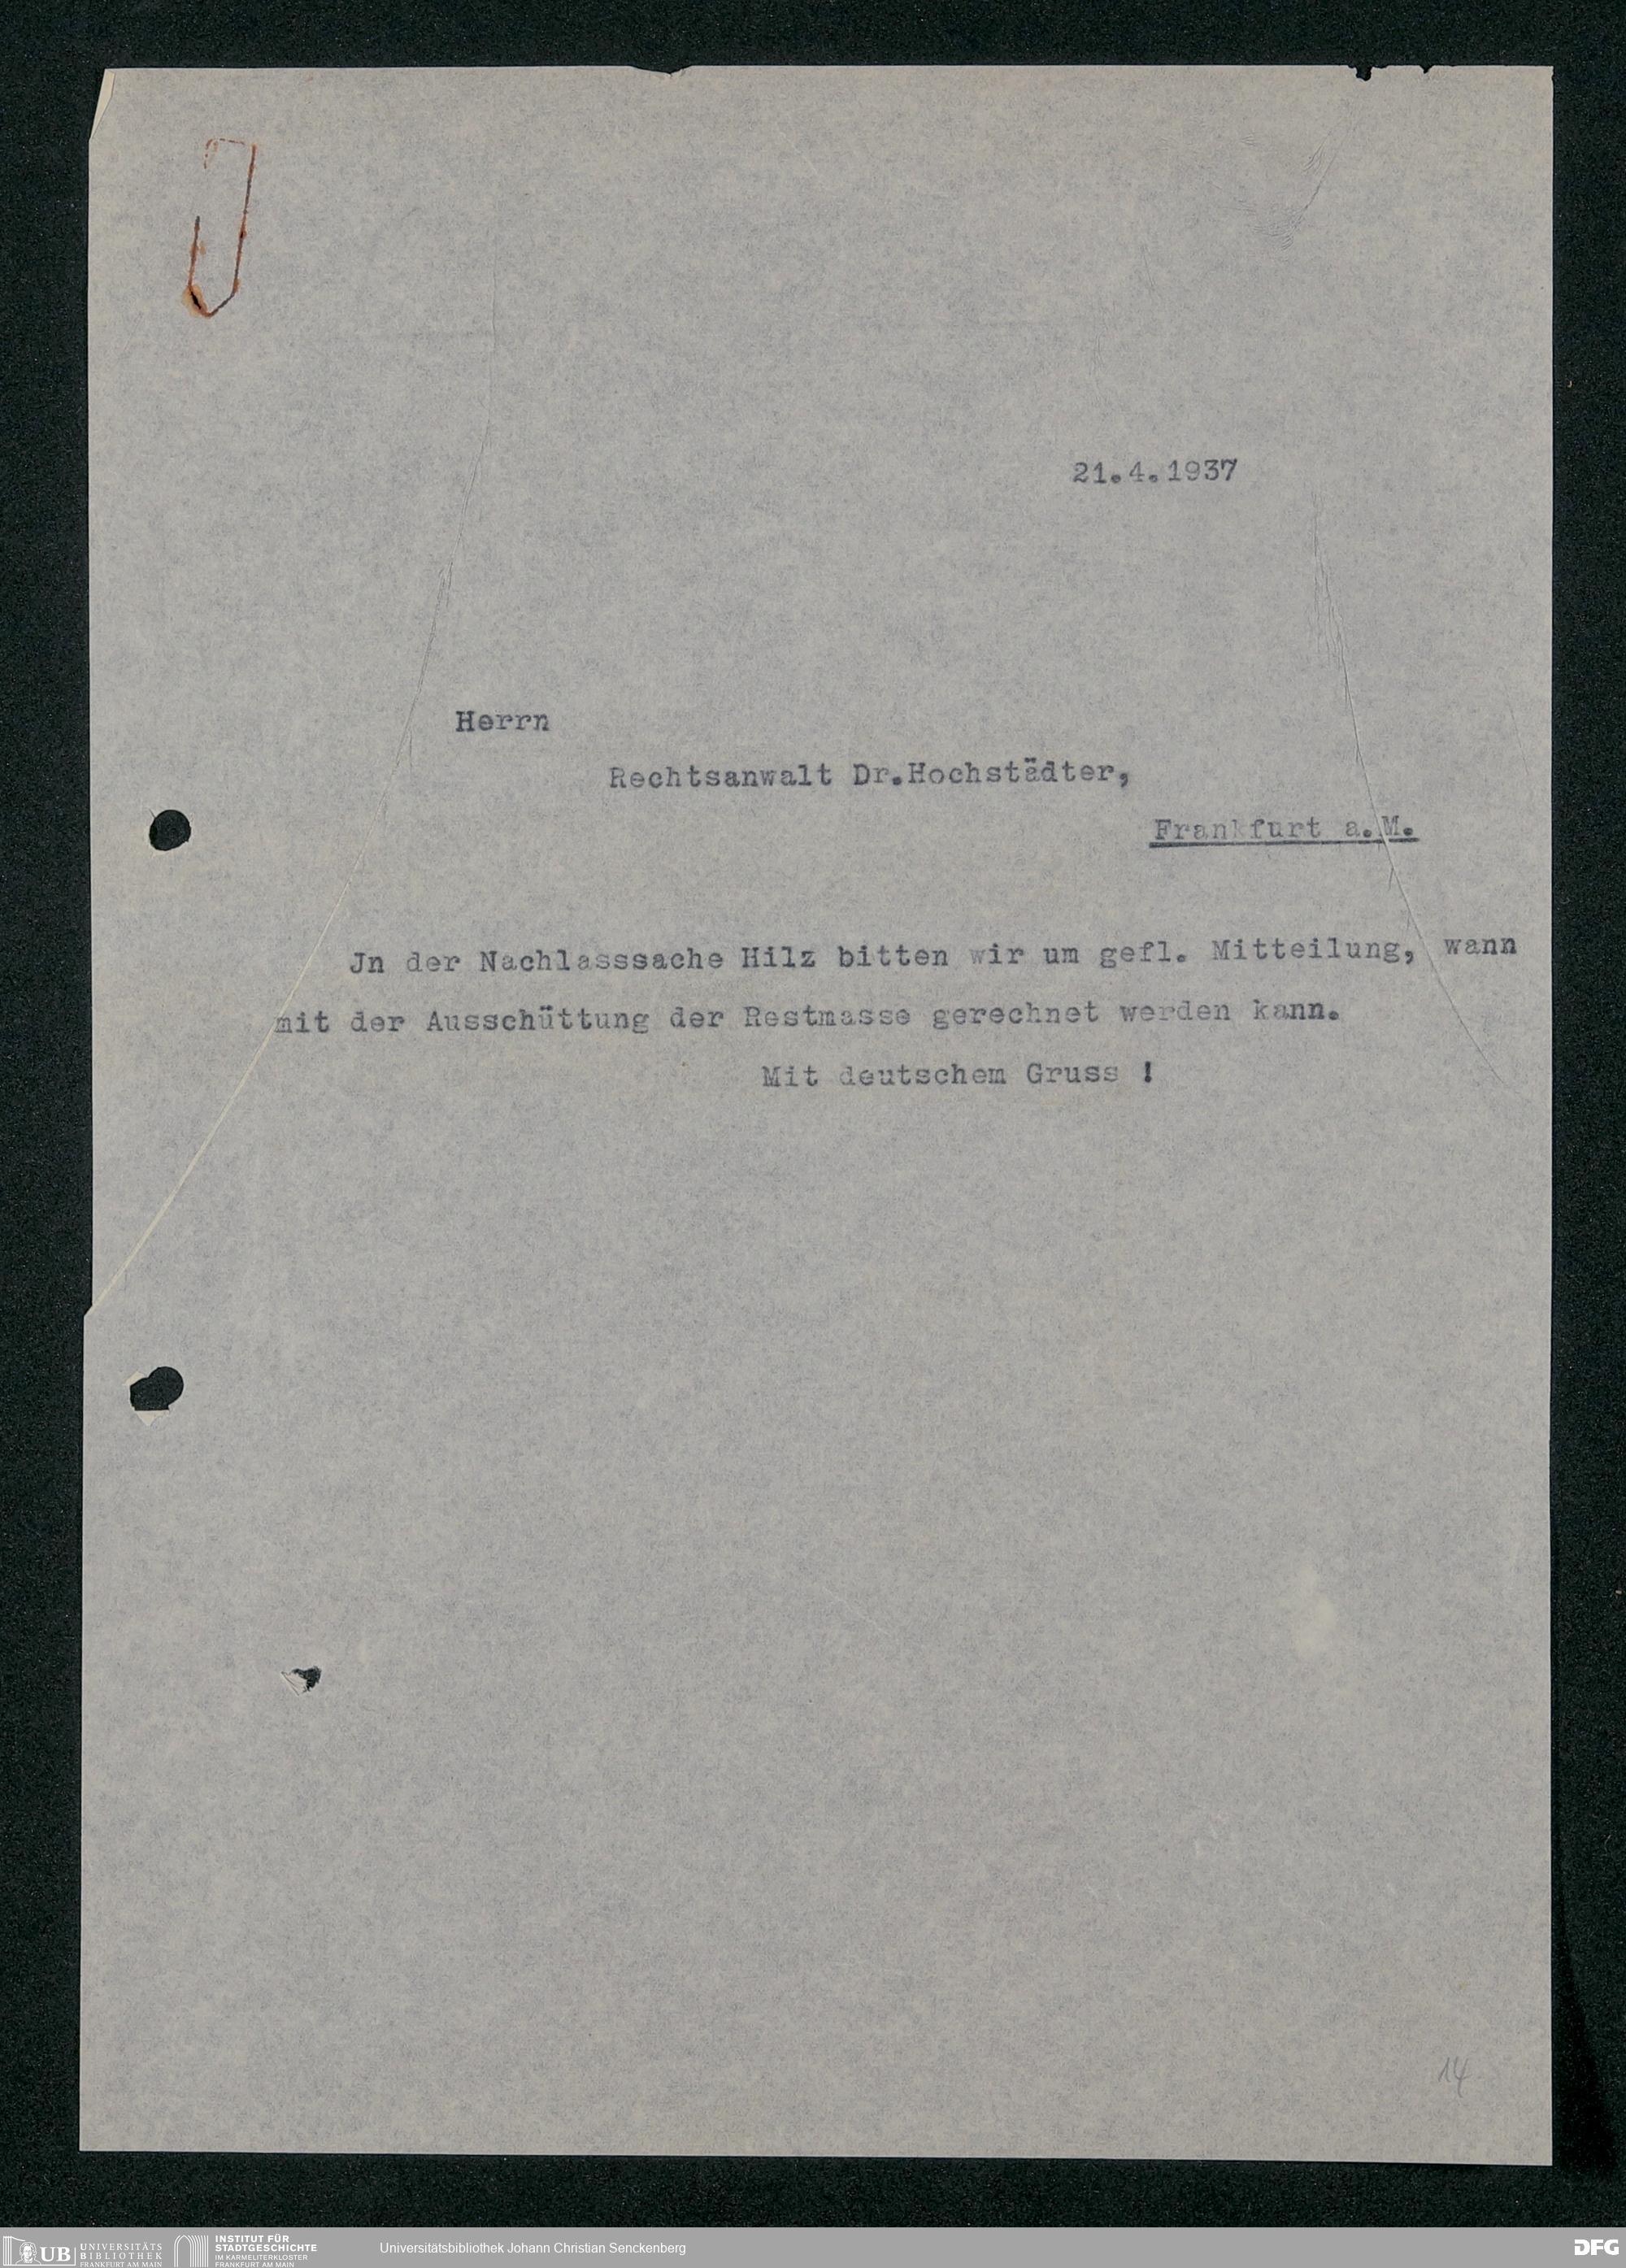 21.4.1937
Herrn
Rechtsanwalt Dr.Hochstädter,
Frankfurt a.M.
Jn der Nachlasssache Hilz bitten wir um gefl. Mitteilung, wann
mit der Ausschüttung der Restmasse gerechnet werden kann.
Mit deutschem Gruss !
14
UB
UNIVERSITÄTS
BIBLIOTHEK
FRANKFURT AM MAIN
INSTITUT FÜR
STADTGESCHICHTE
IM KARMELITERKLOSTER
FRANKFURT AM MAIN
Universitätsbibliothek Johann Christian Senckenberg
DFG